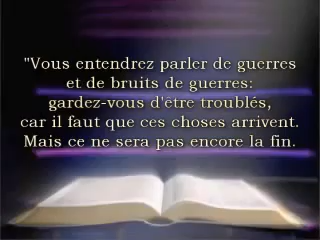 "Vous entendrez parler de guerres
et de bruits de guerres:
gardez-vous d'être troublés,
car il faut que ces choses arrivent.
Mais ce ne sera pas encore la fin.